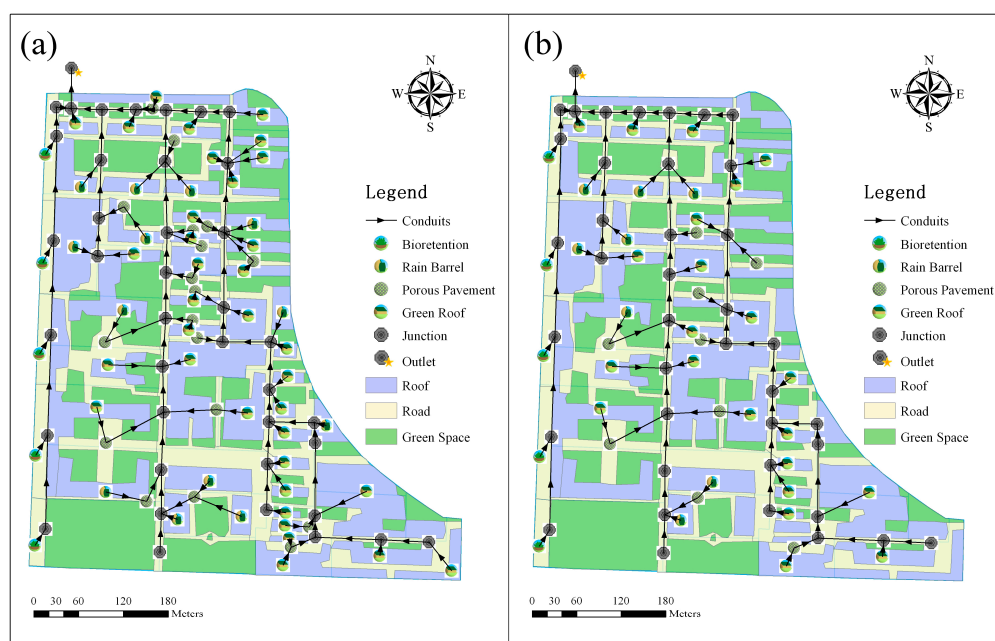 (a)
N
W E
S
Legend
Conduits
Bioretention
Rain Barrel
Porous Pavement
Green Roof
Junction
Outlet
Roof
Road
Green Space
0 30 60 120 180
Meters
(b)
N
W E
S
Legend
Conduits
Bioretention
Rain Barrel
Porous Pavement
Green Roof
Junction
Outlet
Roof
Road
Green Space
0 30 60 120 180
Meters